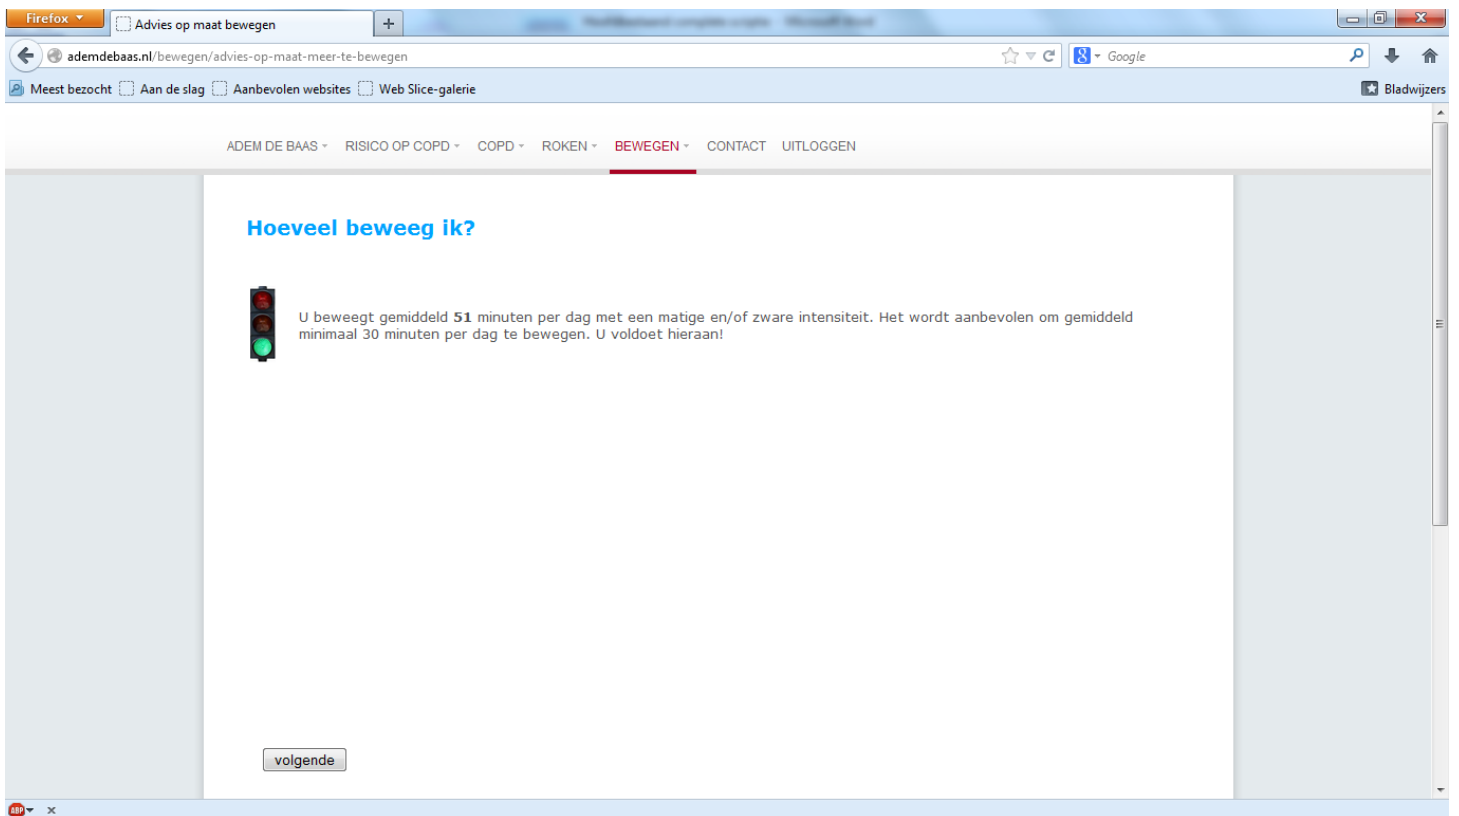 Firefox
Advies op maat bewegen
ademdebaas.nl/bewegen/advies-op-maat-meer-te-bewegen
Google
Meest bezocht Aan de slag Aanbevolen websites Web Slice-galerie Bladwijzers
ADEM DE BAAS RISICO OP COPD COPD ROKEN BEWEGEN CONTACT UITLOGGEN
Hoeveel beweeg ik?
U beweegt gemiddeld 51 minuten per dag met een matige en/of zware intensiteit. Het wordt aanbevolen om gemiddeld
minimaal 30 minuten per dag te bewegen. U voldoet hieraan!
volgende
ABP